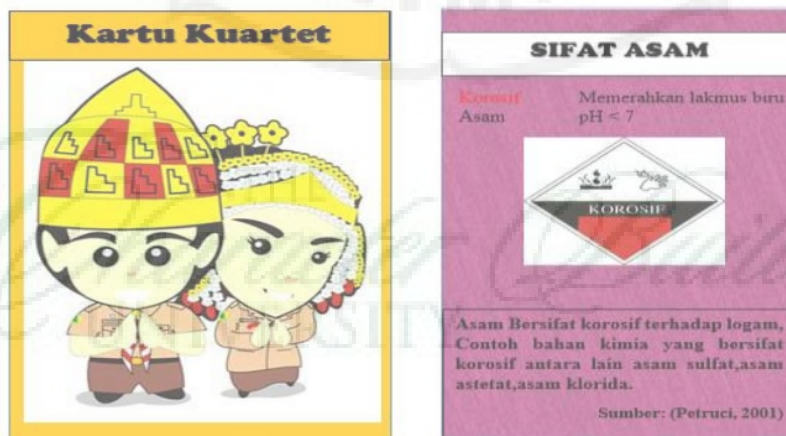 Kartu Kuartet
SIFAT ASAM
Korosif Memerahkan lakmus biru
Asam pH < 7
KOROSIF
Asam Bersifat korosif terhadap logam,
Contoh bahan kimia yang bersifat
korosif antara lain asam sulfat,asam
astetat,asam klorida.
Sumber: (Petruci, 2001)
UNIVERSITY